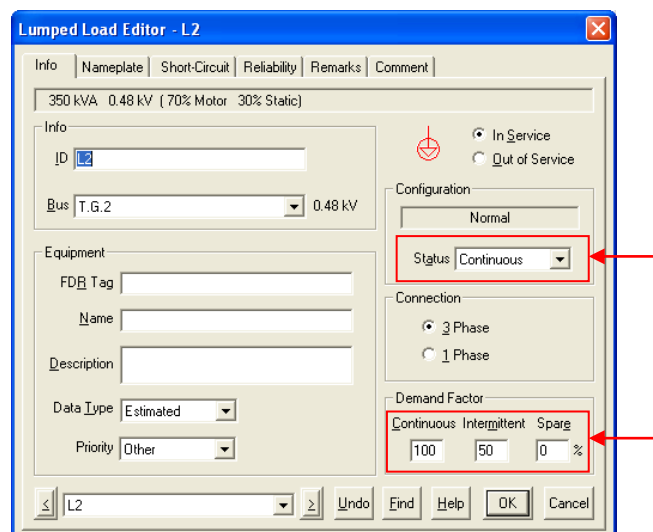 Lumped Load Editor - L2
Info Nameplate Short-Circuit Reliability Remarks Comment
350 kVA 0.48 kV ( 70% Motor 30% Static)
Info
ID L2
Bus T.G.2 0.48 kV
In Service
Out of Service
Configuration
Normal
Status Continuous
Equipment
FDR Tag
Name
Description
Data Type Estimated
Priority Other
Connection
3 Phase
1 Phase
Demand Factor
Continuous Intermittent Spare
100 50 0 %
< L2 > Undo Find Help OK Cancel